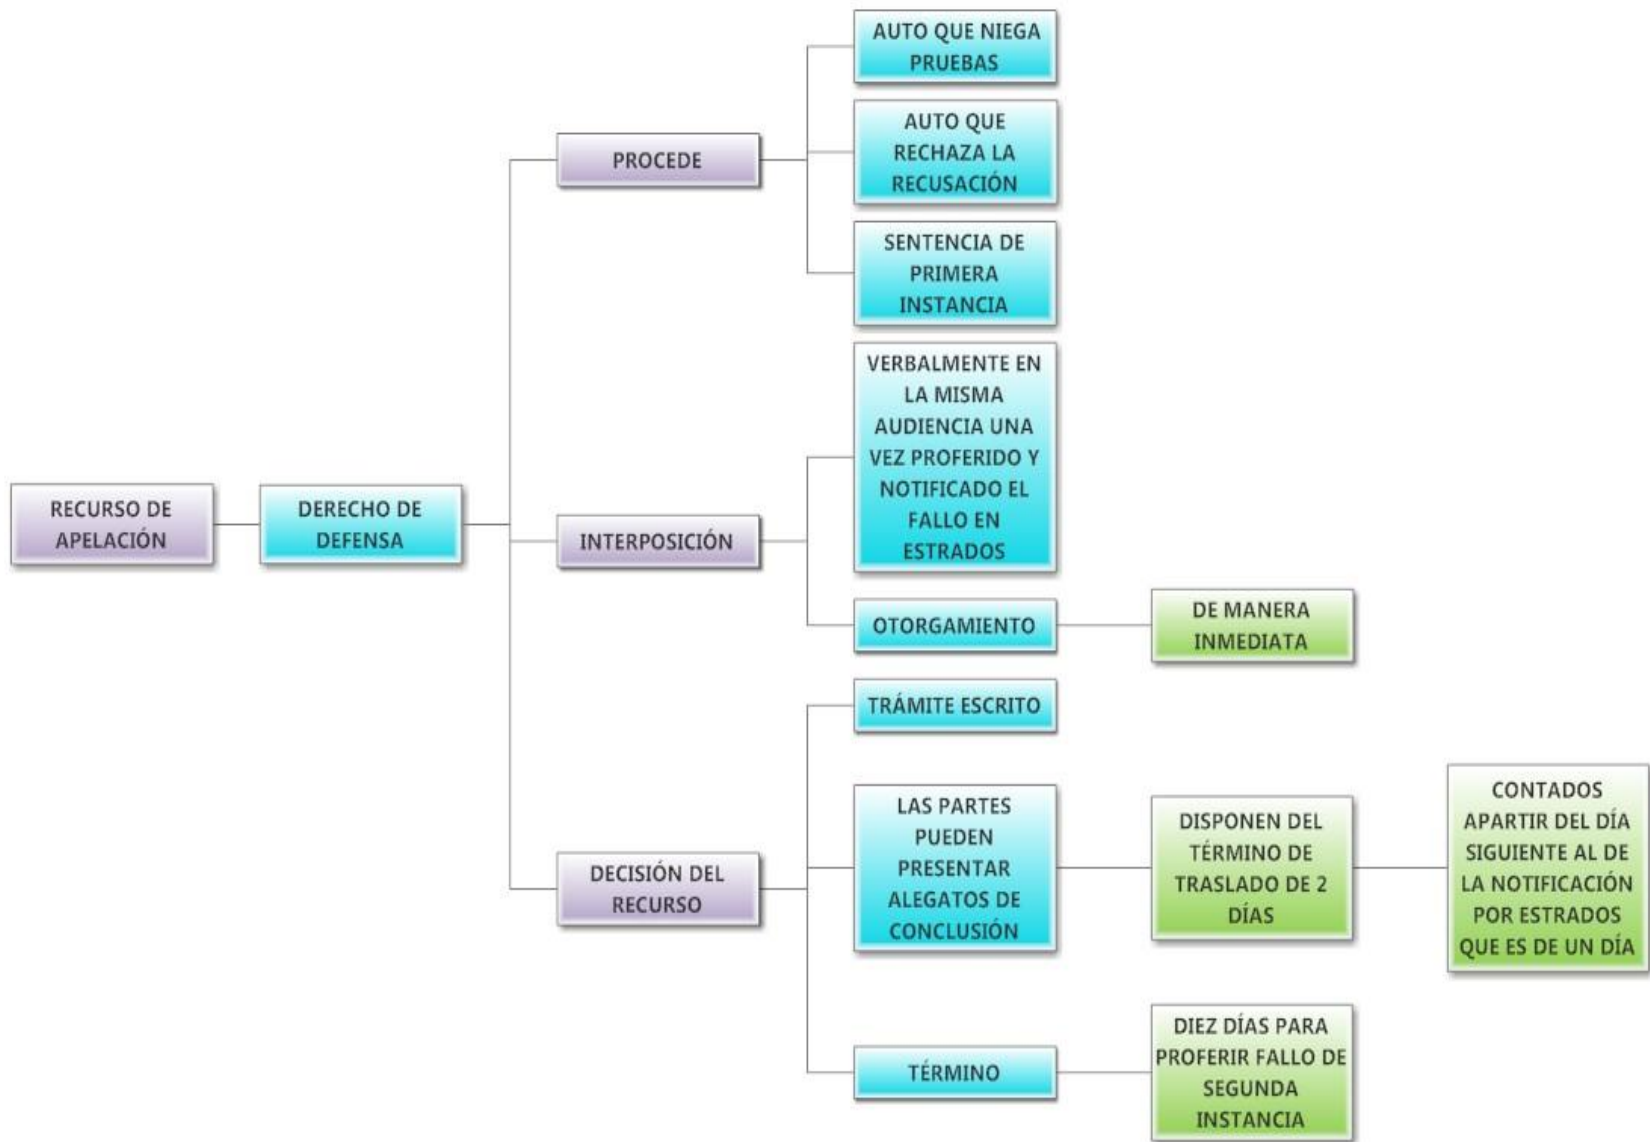 RECURSO DE
APELACIÓN
DERECHO DE
DEFENSA
PROCEDE
AUTO QUE NIEGA
PRUEBAS
AUTO QUE
RECHAZA LA
RECUSACIÓN
SENTENCIA DE
PRIMERA
INSTANCIA
INTERPOSICIÓN
VERBALMENTE EN
LA MISMA
AUDIENCIA UNA
VEZ PROFERIDO Y
NOTIFICADO EL
FALLO EN
ESTRADOS
OTORGAMIENTO
DE MANERA
INMEDIATA
DECISIÓN DEL
RECURSO
TRÁMITE ESCRITO
LAS PARTES
PUEDEN
PRESENTAR
ALEGATOS DE
CONCLUSIÓN
DISPONEN DEL
TÉRMINO DE
TRASLADO DE 2
DÍAS
CONTADOS
APARTIR DEL DÍA
SIGUIENTE AL DE
LA NOTIFICACIÓN
POR ESTRADOS
QUE ES DE UN DÍA
TÉRMINO
DIEZ DÍAS PARA
PROFERIR FALLO DE
SEGUNDA
INSTANCIA